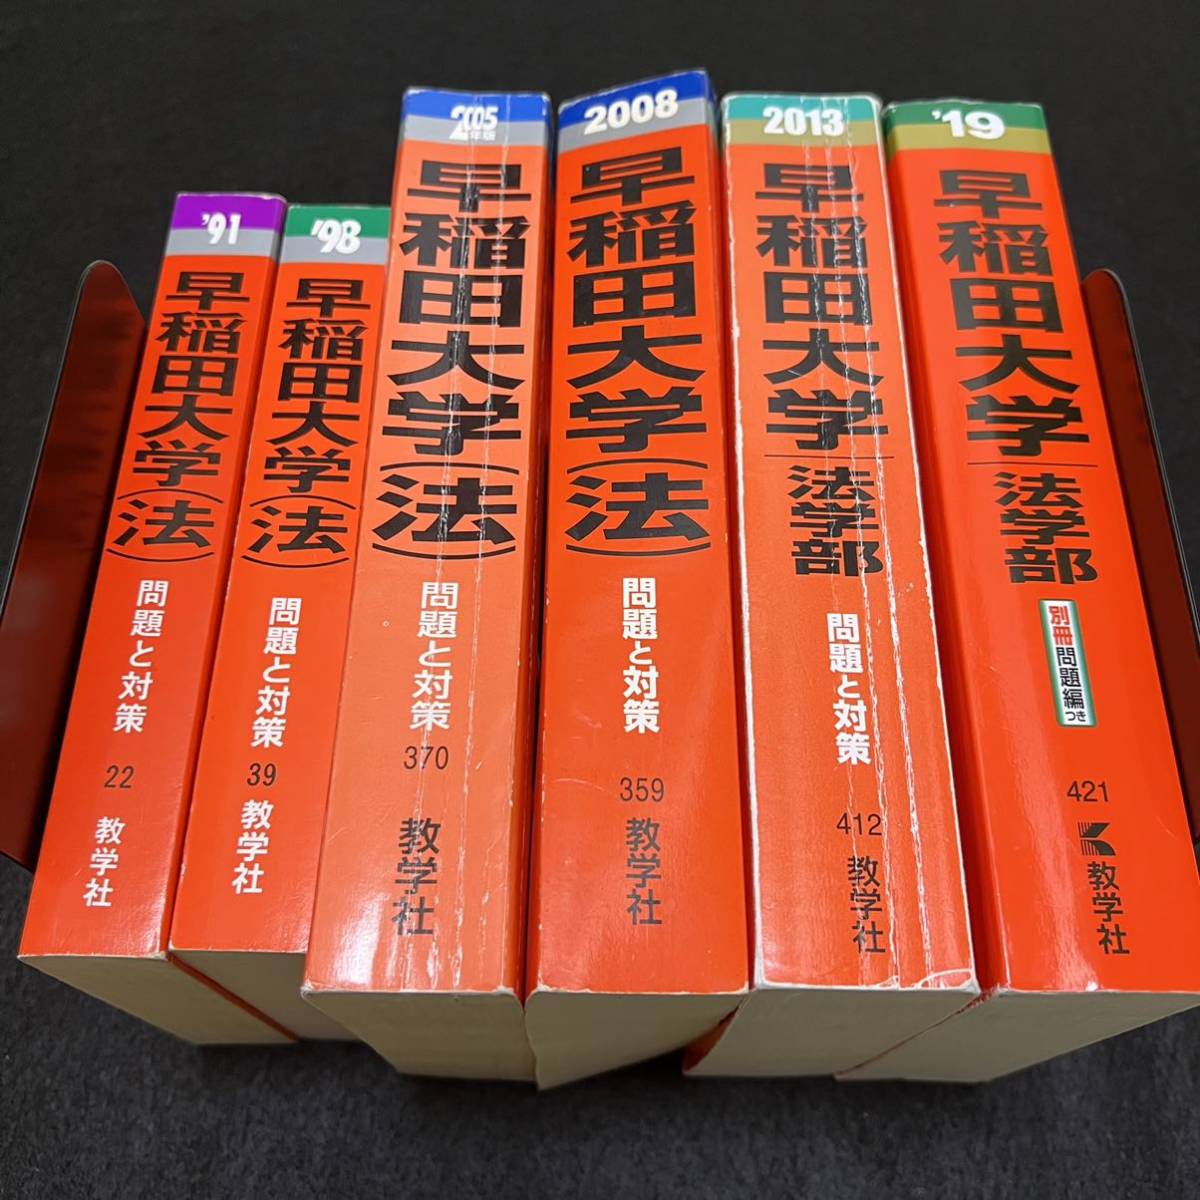 '91
早稲田大学(法)
問題と対策
22
教学社
'98
早稲田大学(法)
問題と対策
39
教学社
2005年版
早稲田大学(法)
問題と対策
370
教学社
2008
早稲田大学(法)
問題と対策
359
教学社
2013
早稲田大学
法学部
問題と対策
412
教学社
'19
早稲田大学
法学部
別冊問題編つき
421
教学社